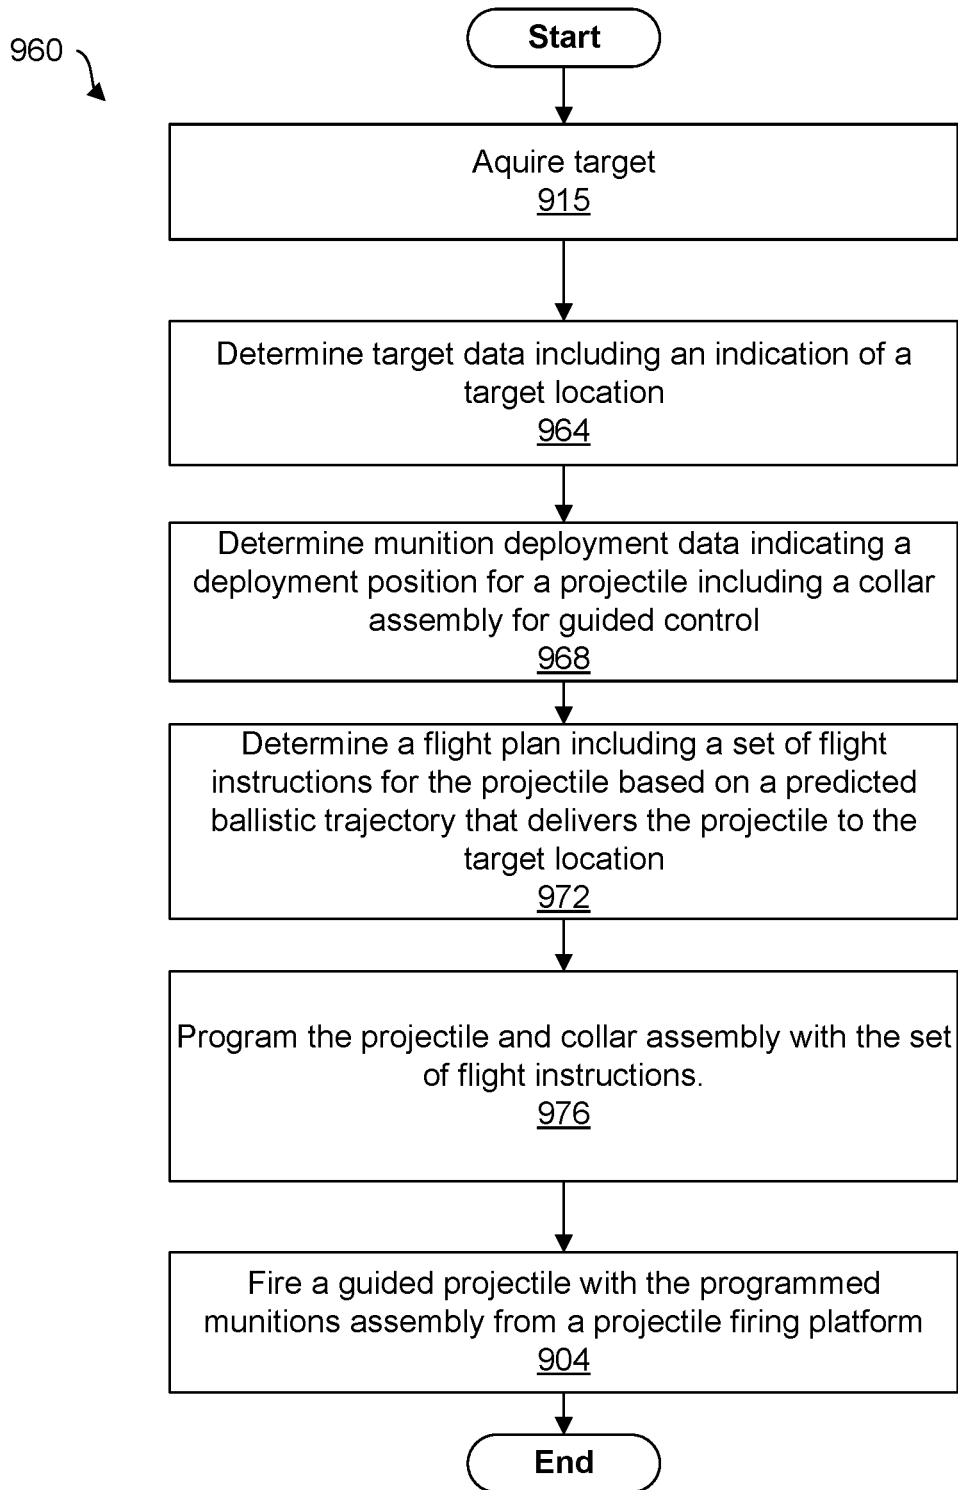 960
Start
Aquire target
915
Determine target data including an indication of a
target location
964
Determine munition deployment data indicating a
deployment position for a projectile including a collar
assembly for guided control
968
Determine a flight plan including a set of flight
instructions for the projectile based on a predicted
ballistic trajectory that delivers the projectile to the
target location
972
Program the projectile and collar assembly with the set
of flight instructions.
976
Fire a guided projectile with the programmed
munitions assembly from a projectile firing platform
904
End